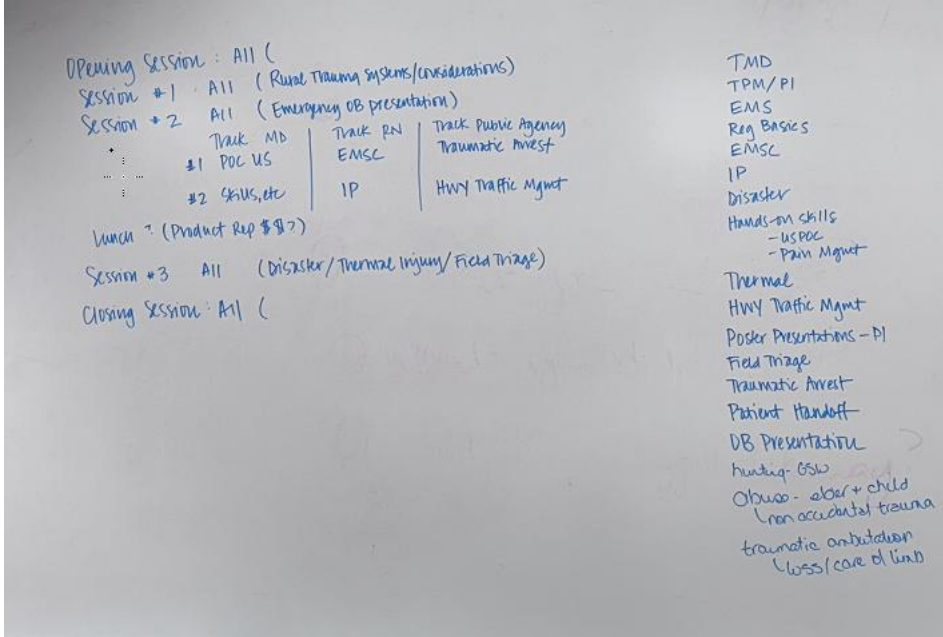 Opening Session : All (
Session #1 All (Rural Trauma Systems/considerations)
Session #2 All (Emergency OB presentation)
Track MD Track RN Track Public Agency
#1 POC US EMSC Traumatic Arrest
#2 Skills, etc IP HWY Traffic Mgmt
Lunch ? (Product Rep $$?)
Session #3 All (Disaster/Thermal Injury/Field Triage)
Closing Session : All (
TMD
TPM/PI
EMS
Reg Basics
EMSC
IP
Disaster
Hands-on skills
- US POC
- Pain Mgmt
Thermal
HWY Traffic Mgmt
Poster Presentations - PI
Field Triage
Traumatic Arrest
Patient Handoff
OB Presentation
hunting - GSW
Abuse - elder + child
non accidental trauma
traumatic ambutation
loss/care of limb